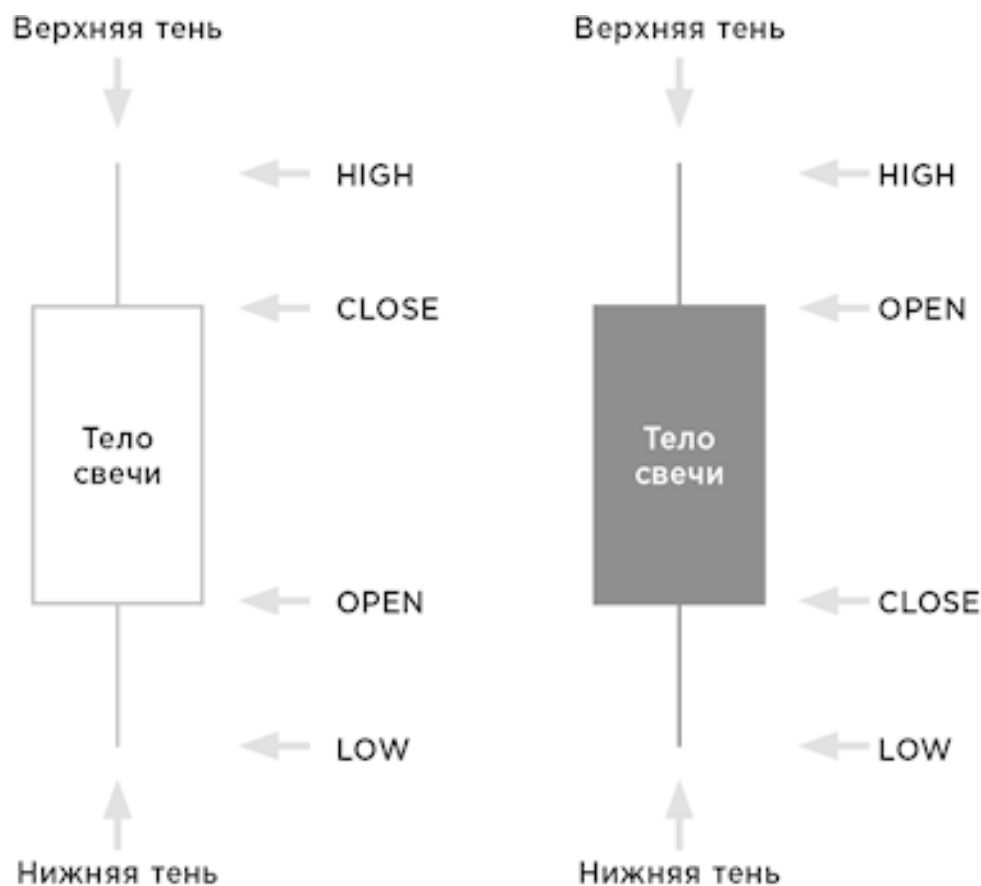 Верхняя тень
HIGH
CLOSE
Тело
свечи
OPEN
LOW
Нижняя тень
Верхняя тень
HIGH
OPEN
Тело
свечи
CLOSE
LOW
Нижняя тень